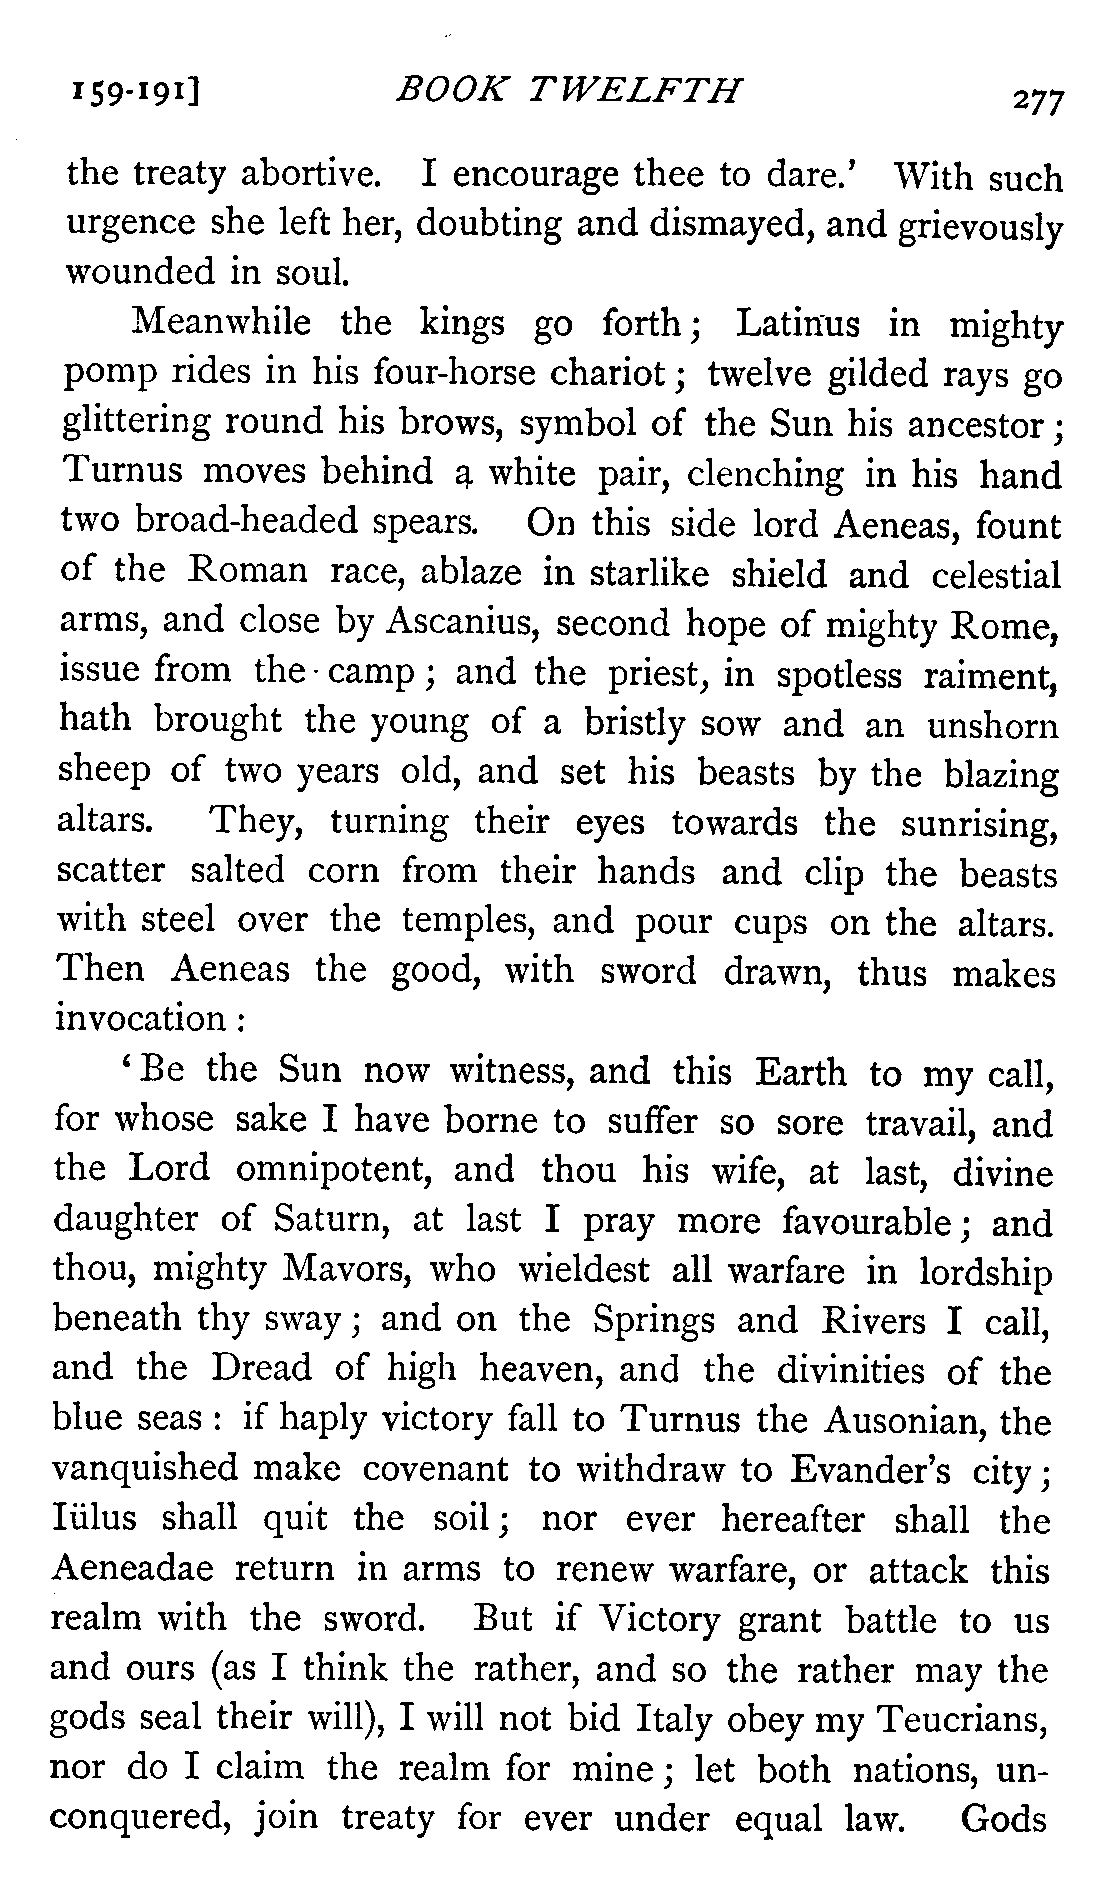 159-191] BOOK TWELFTH 277
the treaty abortive. I encourage thee to dare.’ With such
urgence she left her, doubting and dismayed, and grievously
wounded in soul.
Meanwhile the kings go forth ; Latinus in mighty
pomp rides in his four-horse chariot ; twelve gilded rays go
glittering round his brows, symbol of the Sun his ancestor ;
Turnus moves behind a white pair, clenching in his hand
two broad-headed spears. On this side lord Aeneas, fount
of the Roman race, ablaze in starlike shield and celestial
arms, and close by Ascanius, second hope of mighty Rome,
issue from the camp ; and the priest, in spotless raiment,
hath brought the young of a bristly sow and an unshorn
sheep of two years old, and set his beasts by the blazing
altars. They, turning their eyes towards the sunrising,
scatter salted corn from their hands and clip the beasts
with steel over the temples, and pour cups on the altars.
Then Aeneas the good, with sword drawn, thus makes
invocation :
‘ Be the Sun now witness, and this Earth to my call,
for whose sake I have borne to suffer so sore travail, and
the Lord omnipotent, and thou his wife, at last, divine
daughter of Saturn, at last I pray more favourable ; and
thou, mighty Mavors, who wieldest all warfare in lordship
beneath thy sway ; and on the Springs and Rivers I call,
and the Dread of high heaven, and the divinities of the
blue seas : if haply victory fall to Turnus the Ausonian, the
vanquished make covenant to withdraw to Evander’s city ;
Iülus shall quit the soil ; nor ever hereafter shall the
Aeneadae return in arms to renew warfare, or attack this
realm with the sword. But if Victory grant battle to us
and ours (as I think the rather, and so the rather may the
gods seal their will), I will not bid Italy obey my Teucrians,
nor do I claim the realm for mine ; let both nations, un-
conquered, join treaty for ever under equal law. Gods